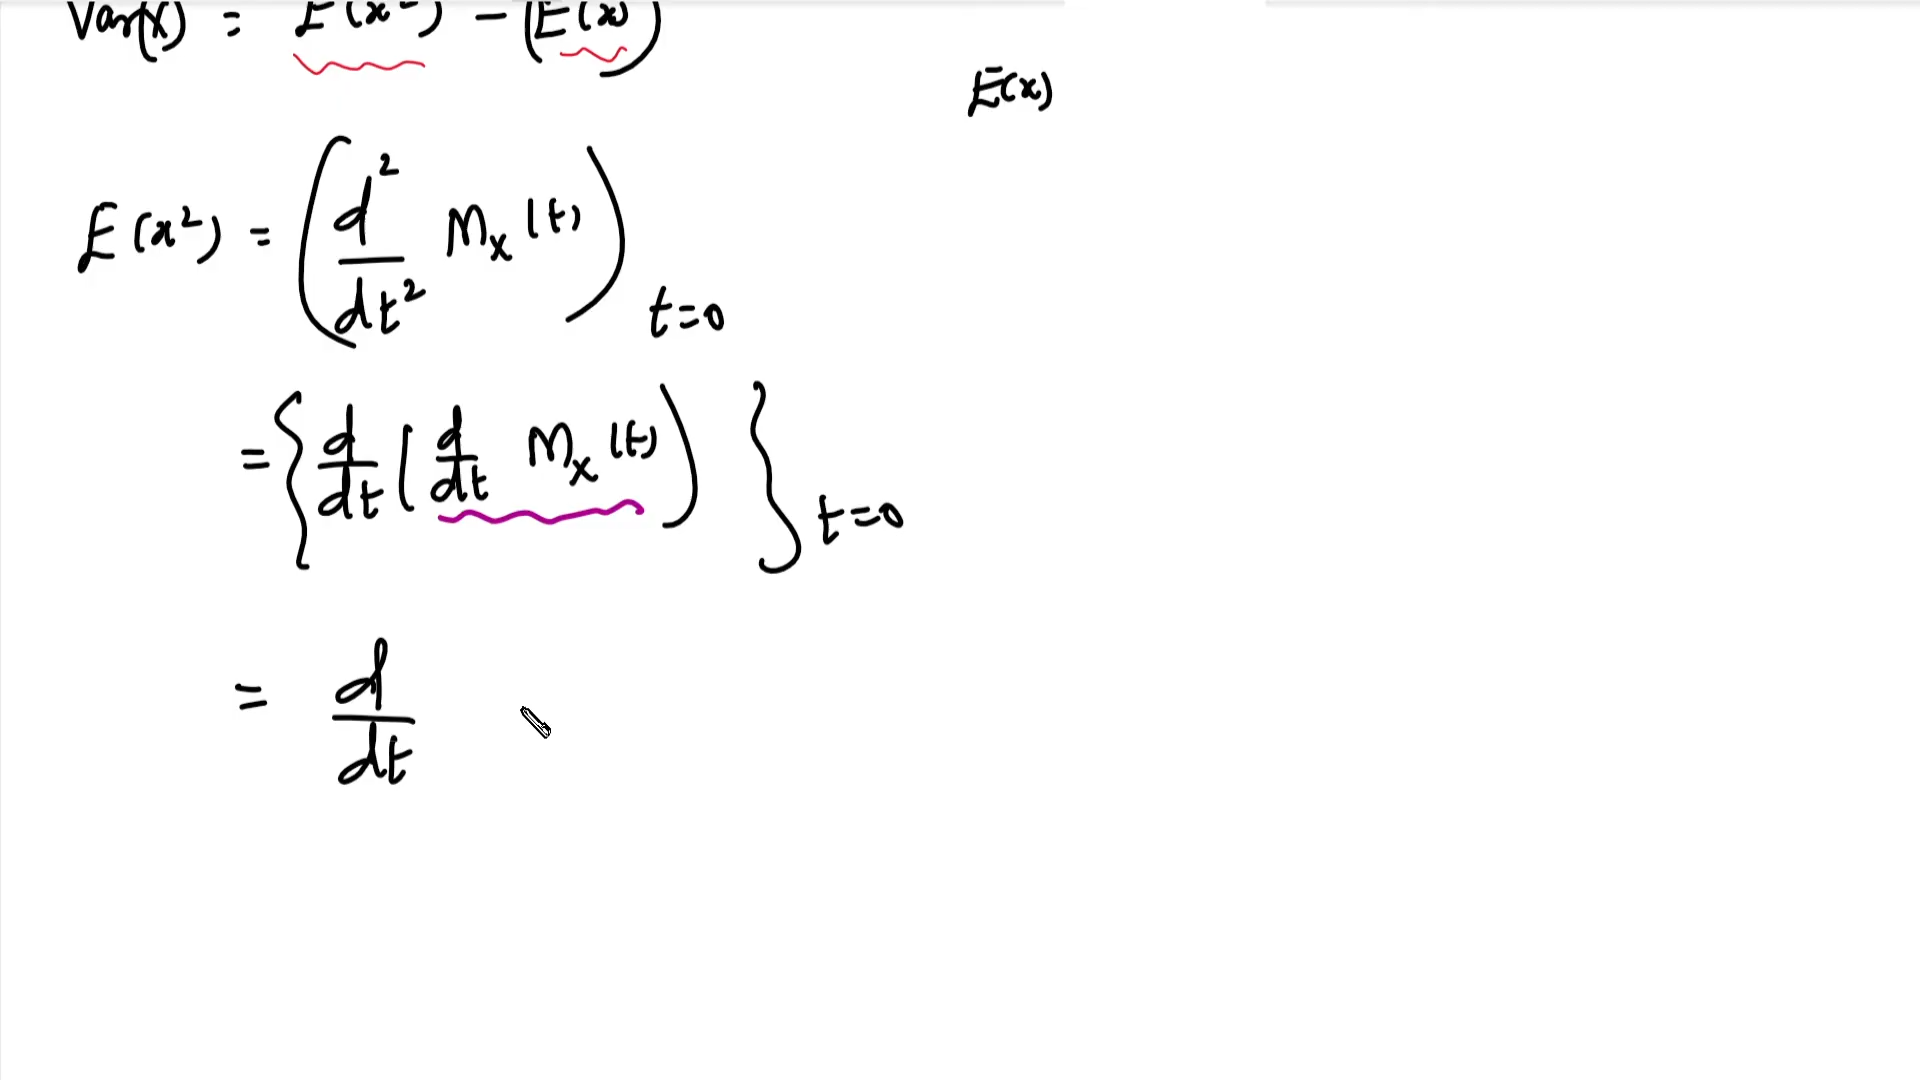 Var(X) = E(x²) - (E(x))
E(x)
E(x²) = (d²/dt² Mx(t)) t=0
= {d/dt (d/dt Mx(t))} t=0
= d/dt